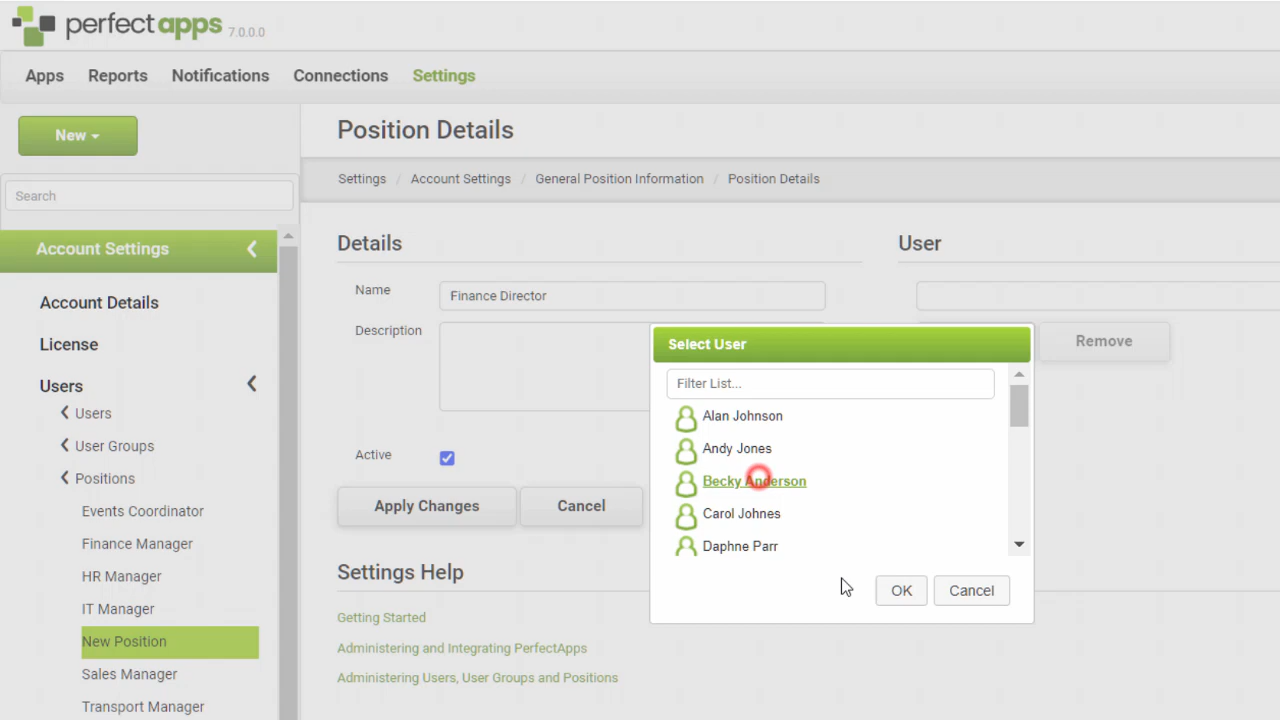 perfectapps 7.0.0.0
Apps Reports Notifications Connections Settings
New
Search
Account Settings
Account Details
License
Users
Users
User Groups
Positions
Events Coordinator
Finance Manager
HR Manager
IT Manager
New Position
Sales Manager
Transport Manager
Position Details
Settings / Account Settings / General Position Information / Position Details
Details
Name Finance Director
Description
Active
Apply Changes Cancel
Settings Help
Getting Started
Administering and Integrating PerfectApps
Administering Users, User Groups and Positions
User
Remove
Select User
Filter List...
Alan Johnson
Andy Jones
Becky Anderson
Carol Johnes
Daphne Parr
OK Cancel